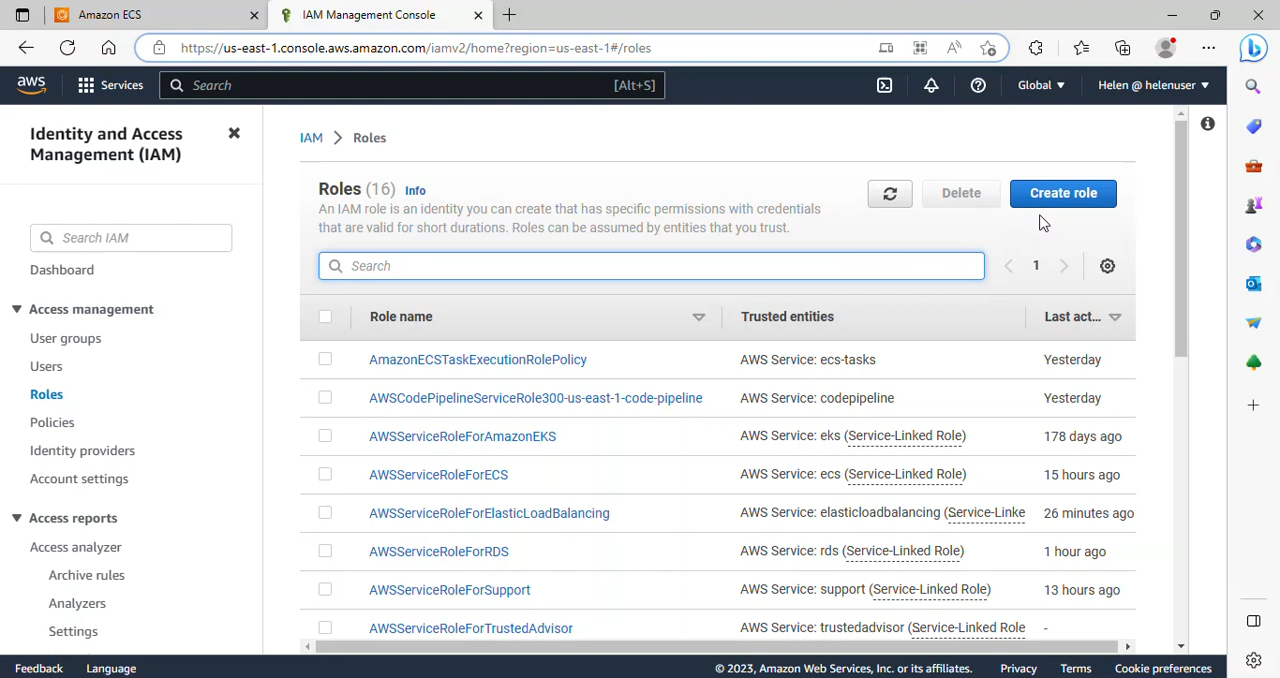 Amazon ECS
IAM Management Console
https://us-east-1.console.aws.amazon.com/iamv2/home?region=us-east-1#/roles
aws
Services
Search [Alt+S]
Global
Helen @ helenuser
Identity and Access
Management (IAM)
Search IAM
Dashboard
Access management
User groups
Users
Roles
Policies
Identity providers
Account settings
Access reports
Access analyzer
Archive rules
Analyzers
Settings
IAM > Roles
Roles (16) Info
An IAM role is an identity you can create that has specific permissions with credentials
that are valid for short durations. Roles can be assumed by entities that you trust.
Delete
Create role
Search
1
Role name Trusted entities Last act...
AmazonECSTaskExecutionRolePolicy AWS Service: ecs-tasks Yesterday
AWSCodePipelineServiceRole300-us-east-1-code-pipeline AWS Service: codepipeline Yesterday
AWSServiceRoleForAmazonEKS AWS Service: eks (Service-Linked Role) 178 days ago
AWSServiceRoleForECS AWS Service: ecs (Service-Linked Role) 15 hours ago
AWSServiceRoleForElasticLoadBalancing AWS Service: elasticloadbalancing (Service-Linke 26 minutes ago
AWSServiceRoleForRDS AWS Service: rds (Service-Linked Role) 1 hour ago
AWSServiceRoleForSupport AWS Service: support (Service-Linked Role) 13 hours ago
AWSServiceRoleForTrustedAdvisor AWS Service: trustedadvisor (Service-Linked Role -
Feedback
Language
© 2023, Amazon Web Services, Inc. or its affiliates.
Privacy
Terms
Cookie preferences